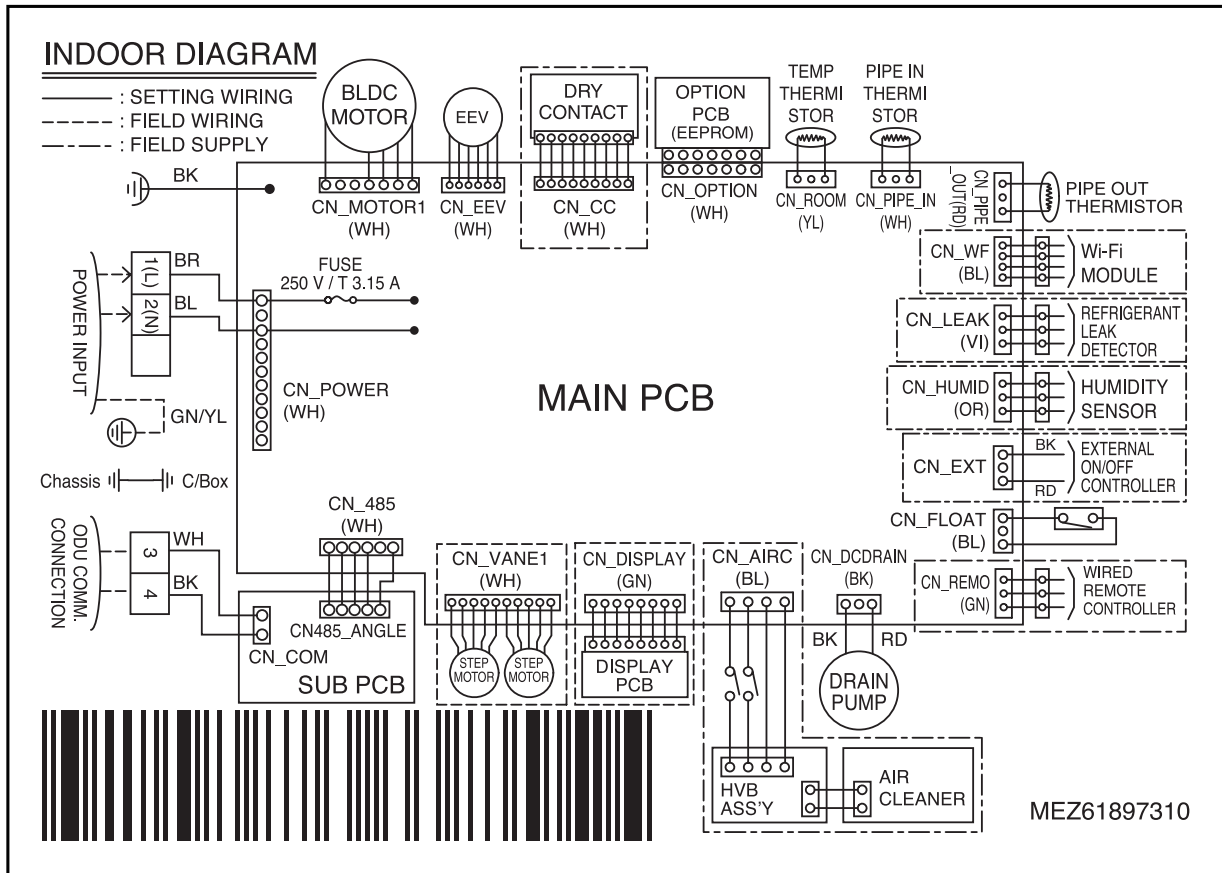 INDOOR DIAGRAM
: SETTING WIRING
: FIELD WIRING
: FIELD SUPPLY
BLDC
MOTOR
EEV
DRY
CONTACT
OPTION
PCB
(EEPROM)
TEMP
THERMI
STOR
PIPE IN
THERMI
STOR
BK
CN_MOTOR1
(WH)
CN_EEV
(WH)
CN_CC
(WH)
CN_OPTION
(WH)
CN_ROOM
(YL)
CN_PIPE_IN
(WH)
CN_PIPE
_OUT(RD)
PIPE OUT
THERMISTOR
POWER INPUT
1(L)
2(N)
BR
BL
GN/YL
FUSE
250 V / T 3.15 A
CN_POWER
(WH)
MAIN PCB
CN_WF
(BL)
Wi-Fi
MODULE
CN_LEAK
(VI)
REFRIGERANT
LEAK
DETECTOR
CN_HUMID
(OR)
HUMIDITY
SENSOR
CN_EXT
BK
RD
EXTERNAL
ON/OFF
CONTROLLER
CN_FLOAT
(BL)
CN_REMO
(GN)
WIRED
REMOTE
CONTROLLER
Chassis
C/Box
ODU COMM.
CONNECTION
3
4
WH
BK
CN_485
(WH)
CN485_ANGLE
CN_COM
SUB PCB
CN_VANE1
(WH)
STEP
MOTOR
STEP
MOTOR
CN_DISPLAY
(GN)
DISPLAY
PCB
CN_AIRC
(BL)
CN_DCDRAIN
(BK)
BK
RD
DRAIN
PUMP
HVB
ASS'Y
AIR
CLEANER
MEZ61897310